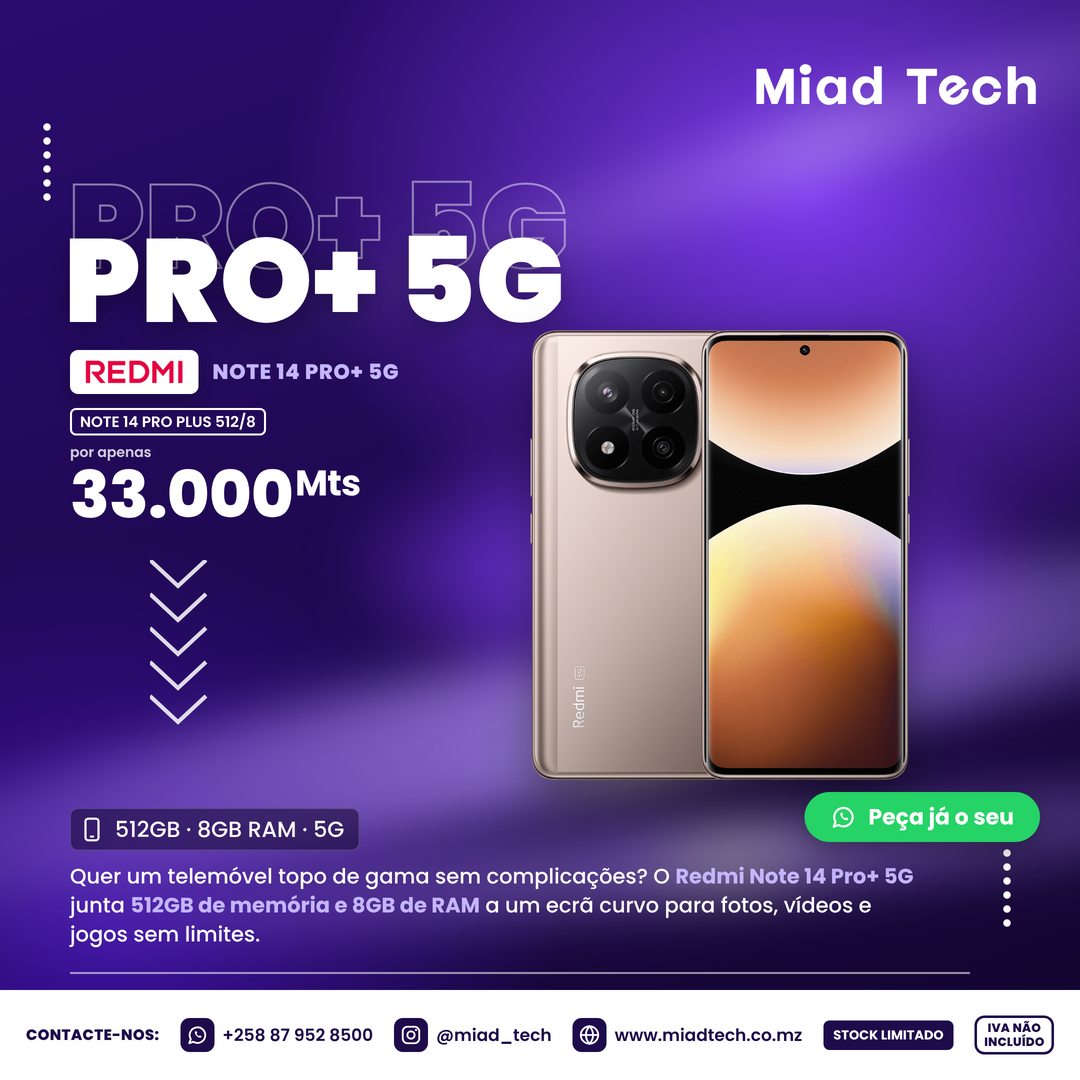 Miad Tech
PRO+ 5G
PRO+ 5G
REDMI NOTE 14 PRO+ 5G
NOTE 14 PRO PLUS 512/8
por apenas
33.000Mts
Redmi 5G
512GB · 8GB RAM · 5G
Peça já o seu
Quer um telemóvel topo de gama sem complicações? O Redmi Note 14 Pro+ 5G
junta 512GB de memória e 8GB de RAM a um ecrã curvo para fotos, vídeos e
jogos sem limites.
CONTACTE-NOS: +258 87 952 8500 @miad_tech www.miadtech.co.mz STOCK LIMITADO
IVA NÃO
INCLUÍDO